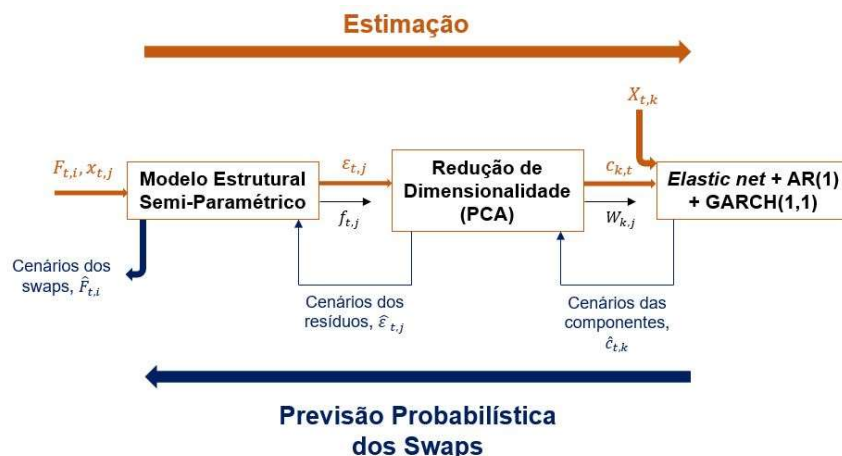 Estimação
X_{t,k}
F_{t,i}, x_{t,j}
Modelo Estrutural
Semi-Paramétrico
ε_{t,j}
f_{t,j}
Redução de
Dimensionalidade
(PCA)
c_{k,t}
W_{k,j}
Elastic net + AR(1)
+ GARCH(1,1)
Cenários dos
swaps, F̂_{t,i}
Cenários dos
resíduos, ε̂_{t,j}
Cenários das
componentes,
ĉ_{t,k}
Previsão Probabilística
dos Swaps